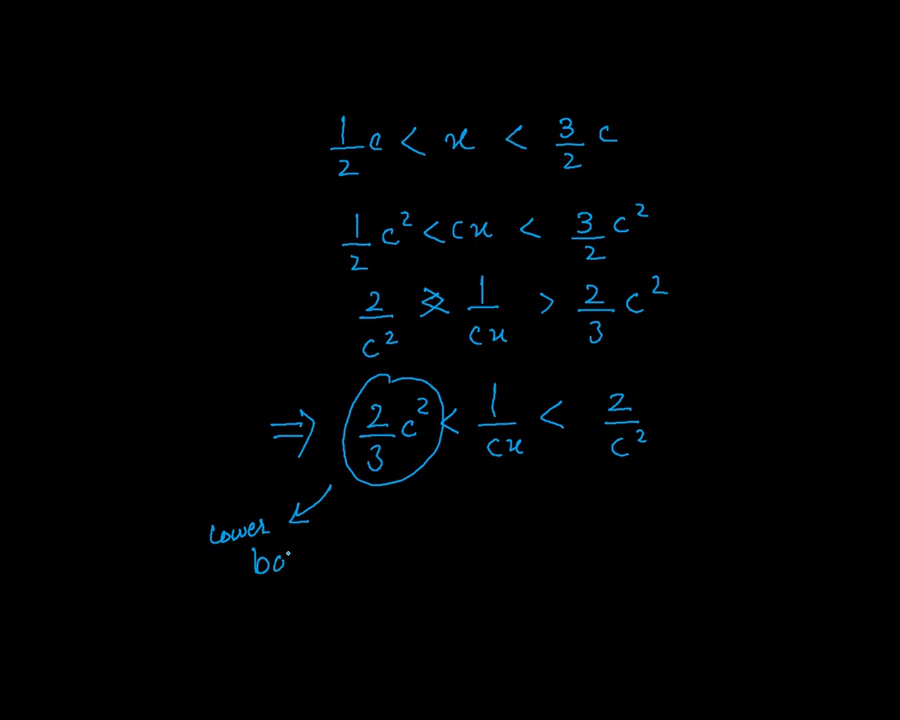 1/2 c < x < 3/2 c
1/2 c² < cx < 3/2 c²
2/c² > 1/cx > 2/3 c²
⇒ 2/3 c² < 1/cx < 2/c²
Lower
bo